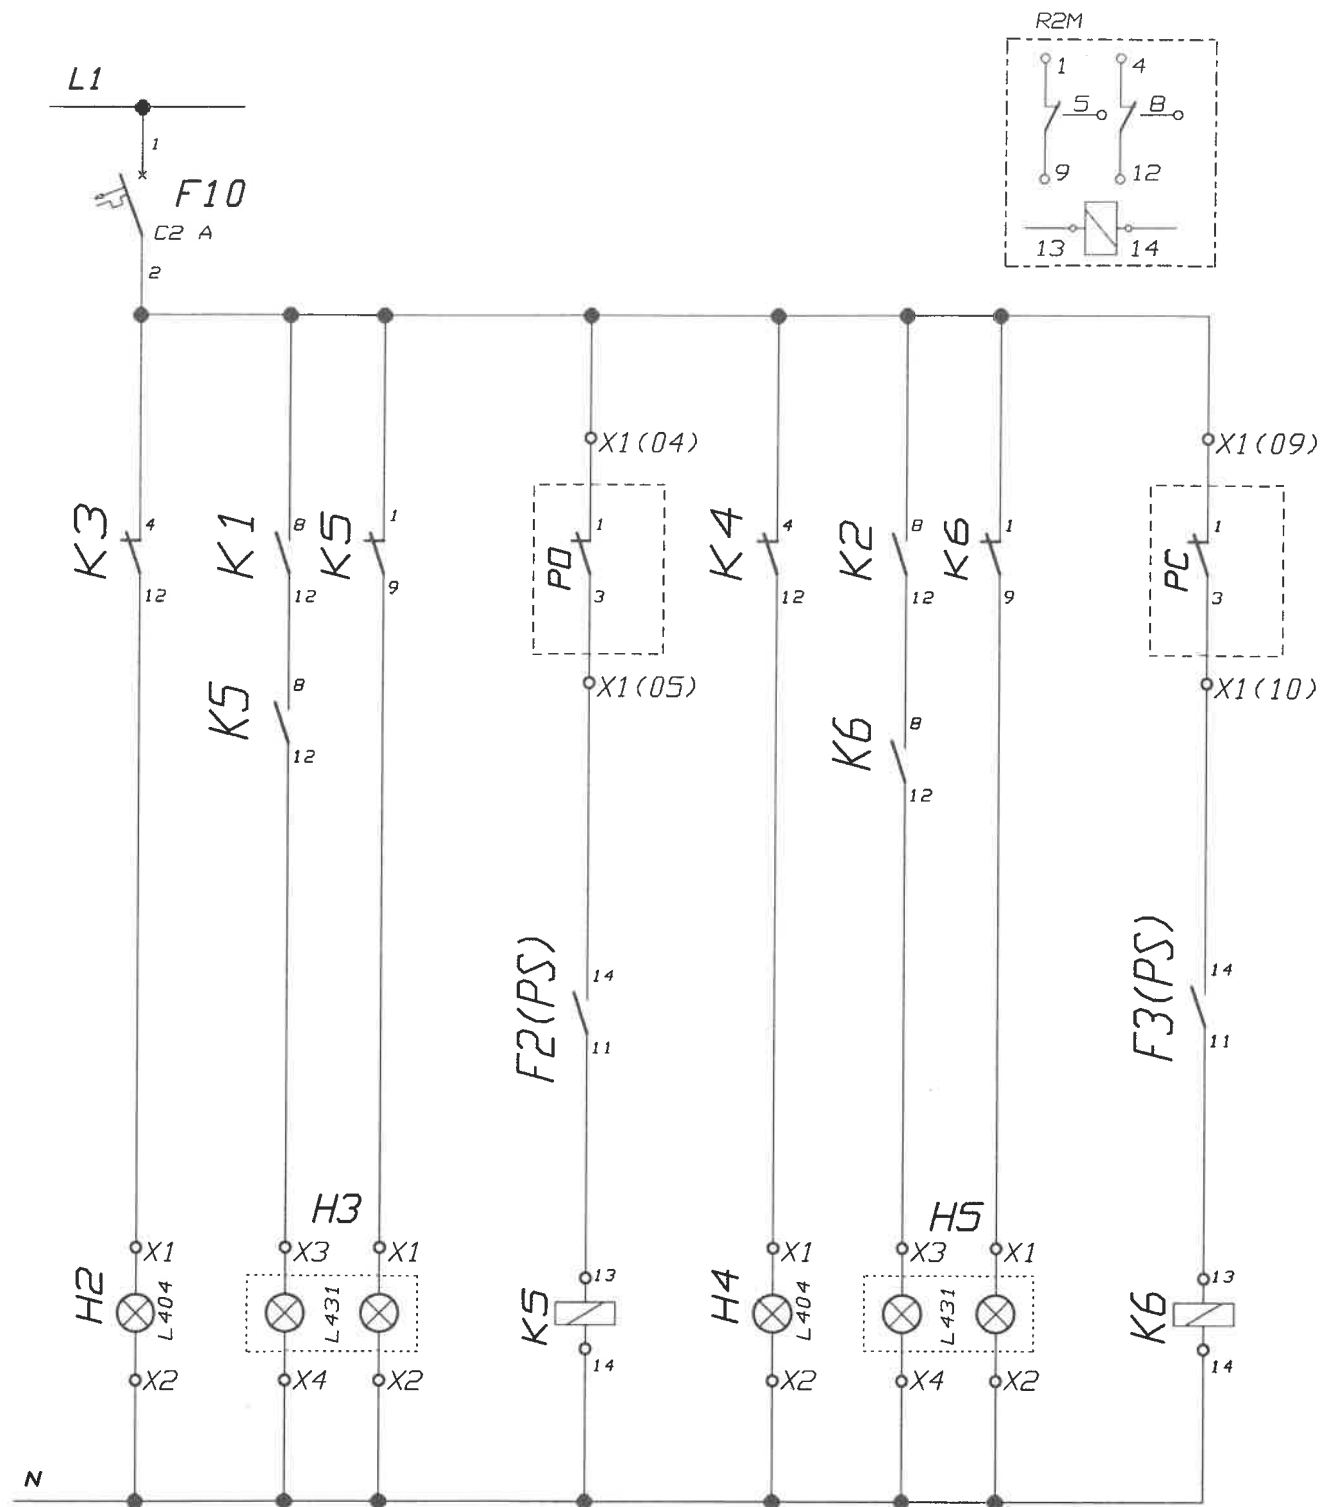 R2M
1 4
5 8
9 12
13 14
L1
1
F10
C2 A
2
X1(04) X1(09)
K3 4 12
K1 8 12
K5 1 9
PO 1 3
K4 4 12
K2 8 12
K6 1 9
PC 1 3
X1(05) X1(10)
K5 8 12
K6 8 12
F2(PS) 14 11
F3(PS) 14 11
H3 H5
X1 X3 X1 13 X1 X3 X1 13
H2 L404 L431 K5 H4 L404 L431 K6
X2 X4 X2 14 X2 X4 X2 14
N